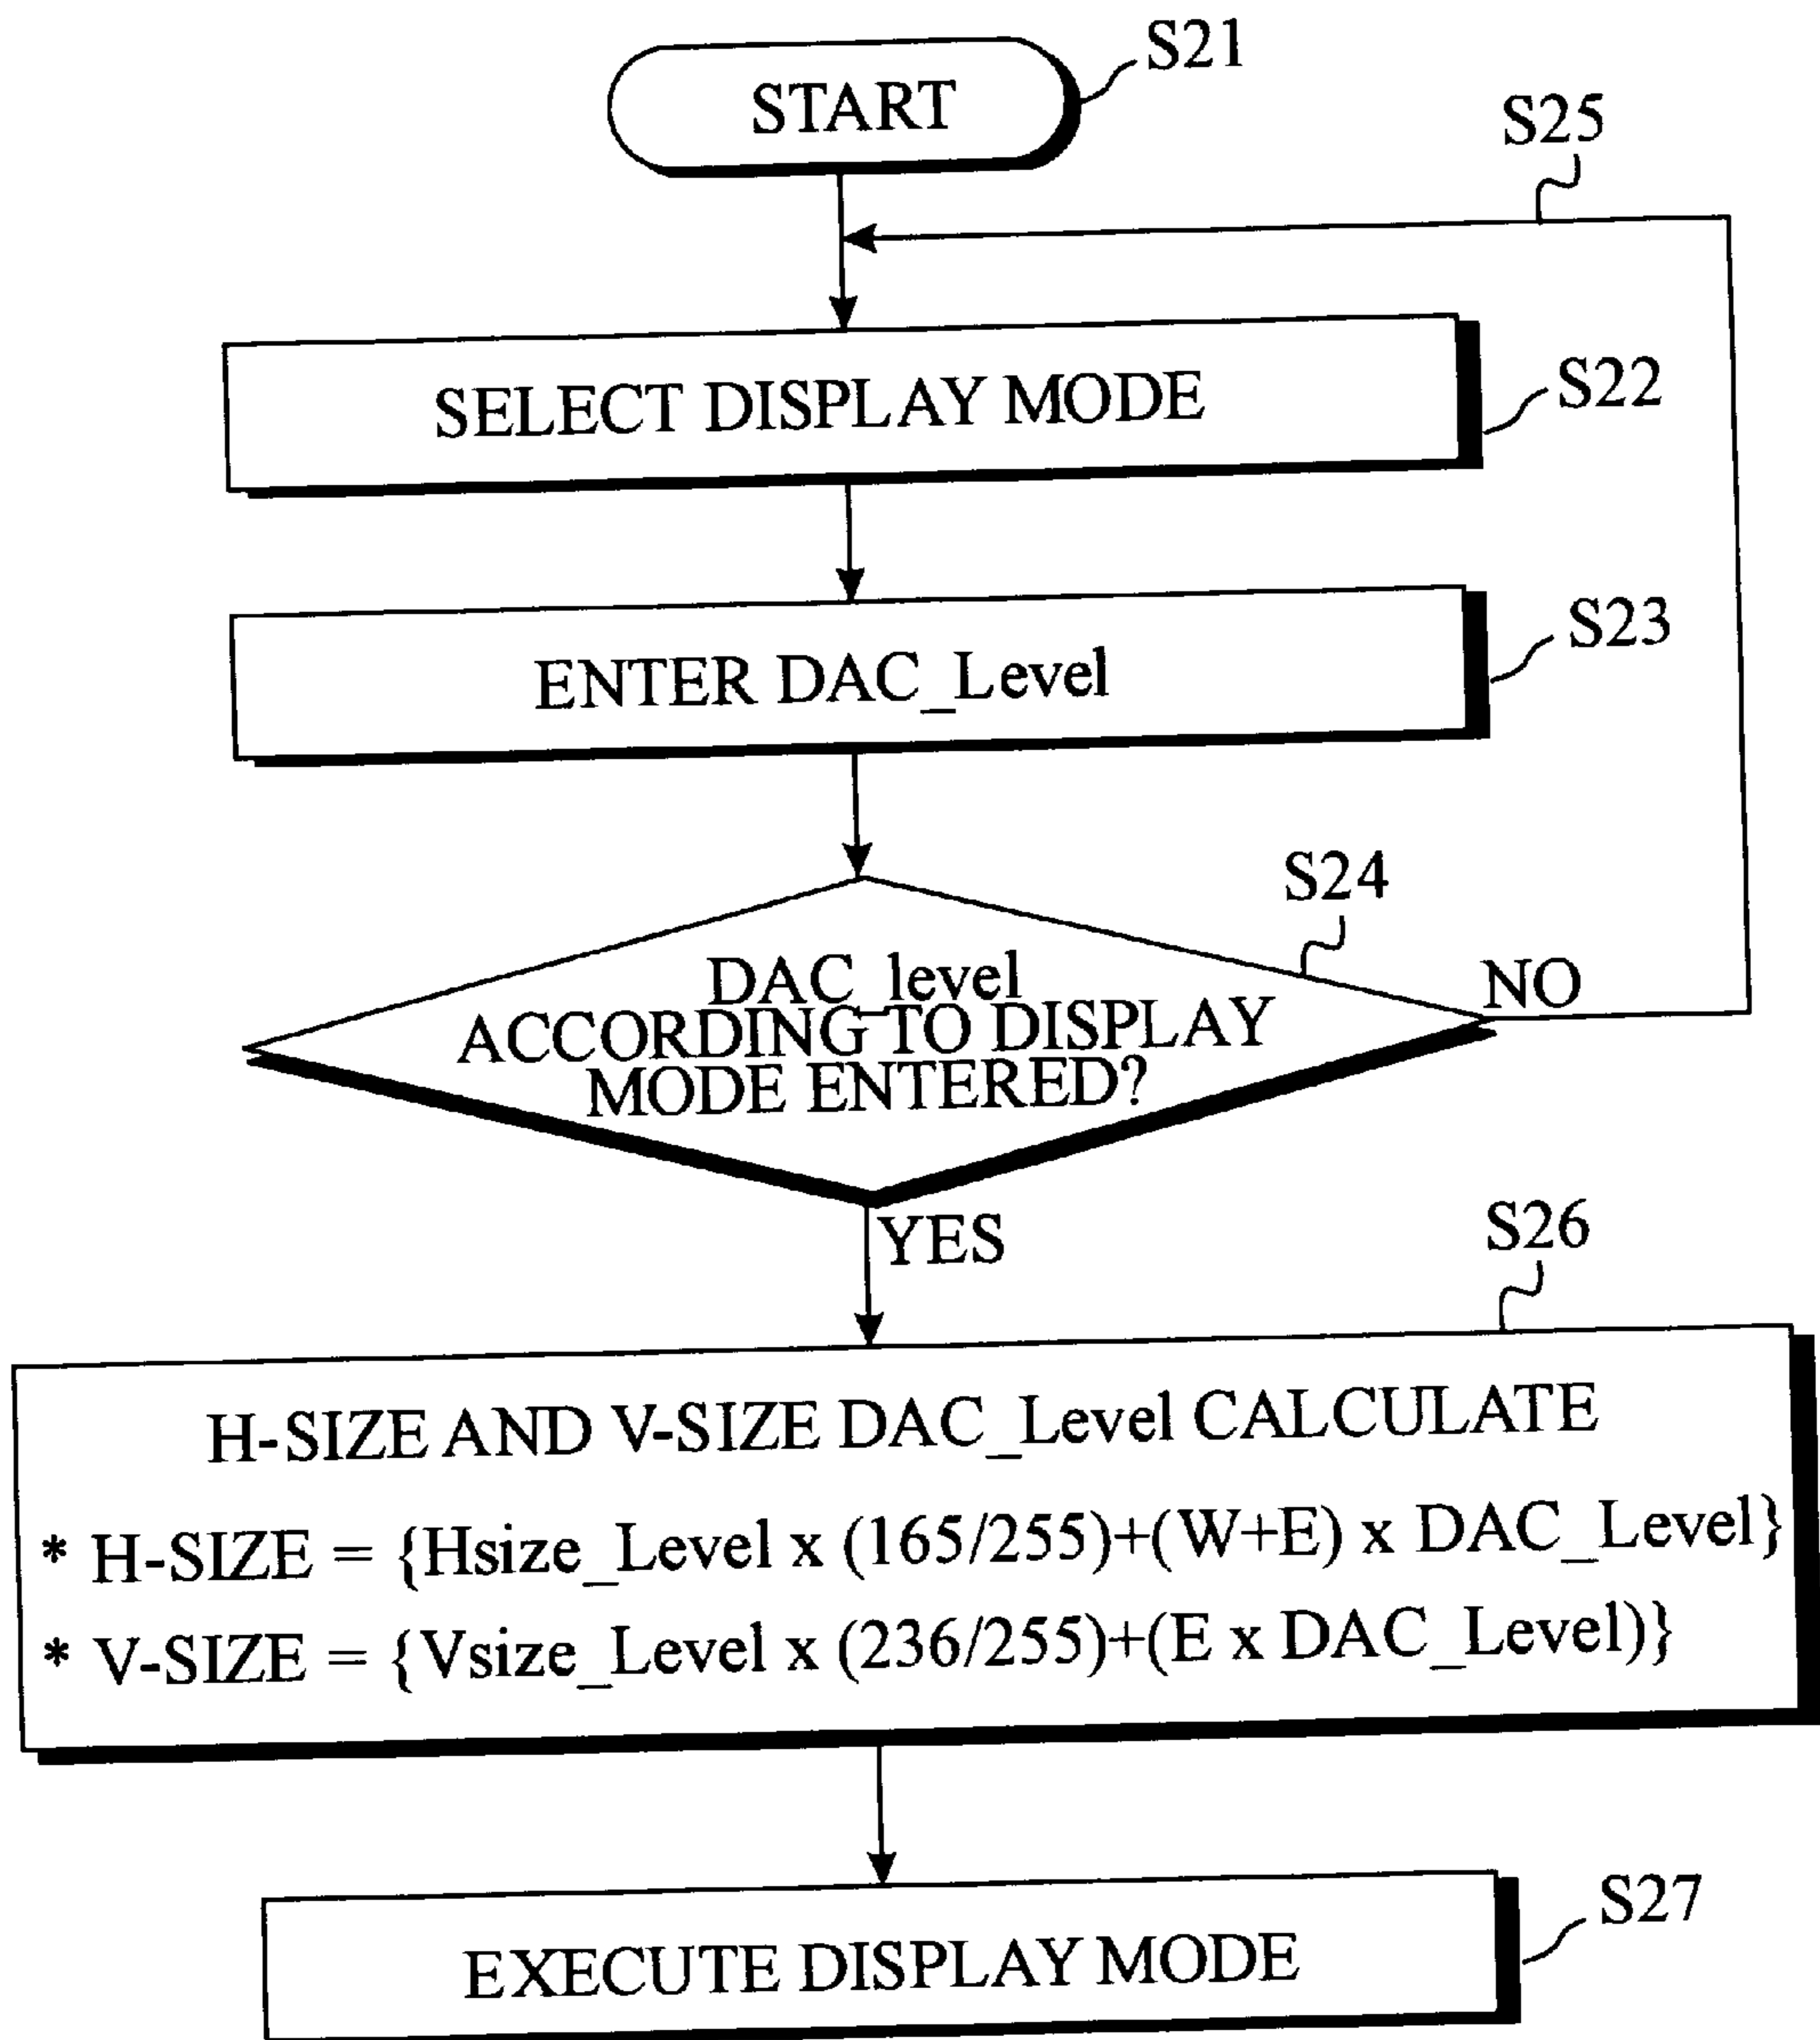 START
S21
S25
SELECT DISPLAY MODE
S22
ENTER DAC_Level
S23
S24
DAC_level
ACCORDING TO DISPLAY
MODE ENTERED?
NO
YES
S26
H-SIZE AND V-SIZE DAC_Level CALCULATE
* H-SIZE = {Hsize_Level x (165/255)+(W+E) x DAC_Level}
* V-SIZE = {Vsize_Level x (236/255)+(E x DAC_Level)}
EXECUTE DISPLAY MODE
S27